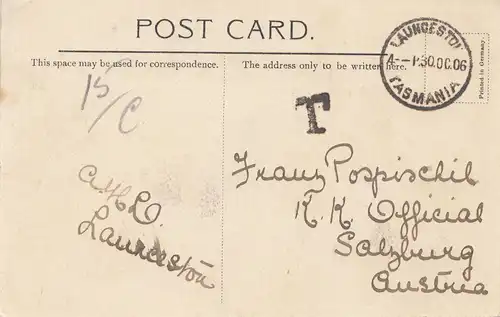 POST CARD.
This space may be used for correspondence.
The address only to be written here.
LAUNCESTON
4-- P 30.OC.06
TASMANIA
Printed in Germany.
15/C
T
Franz Pospischil
K. K. Official
Salzburg
Austria
Launceston